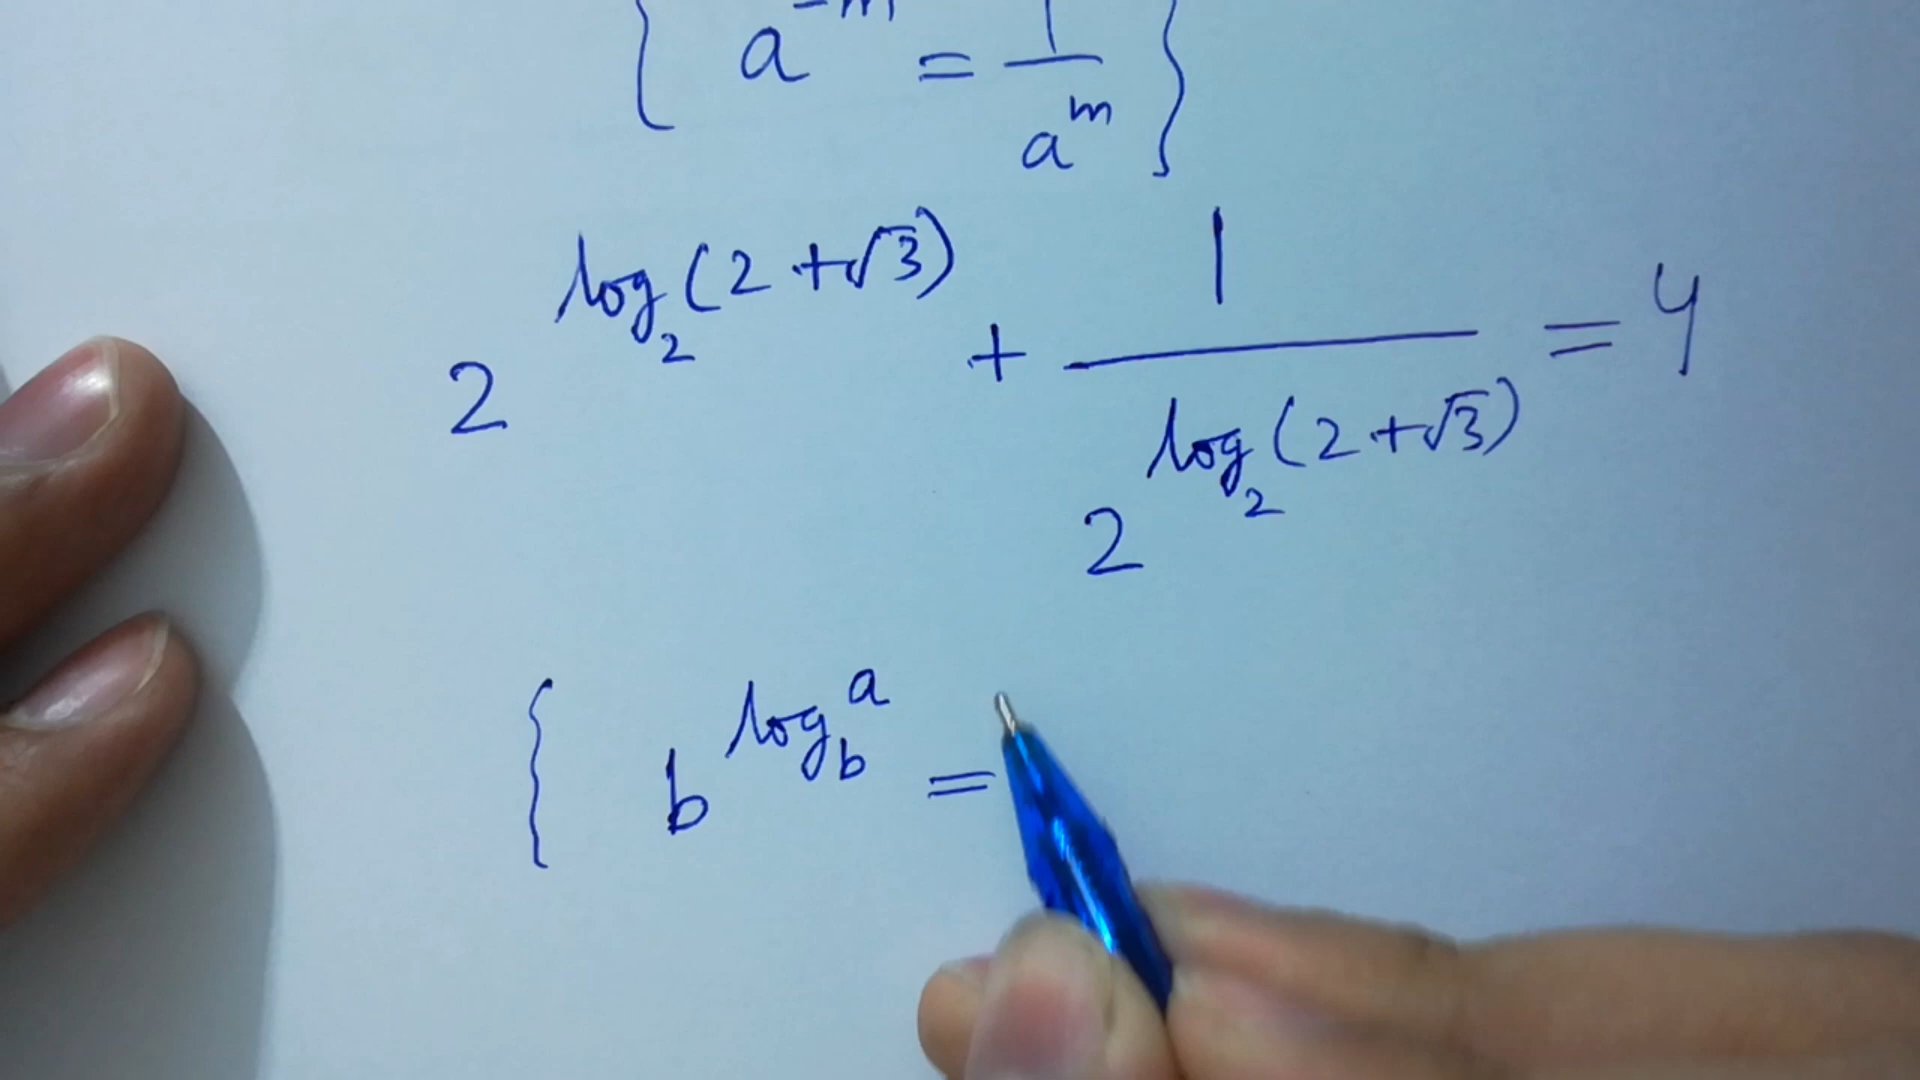 { a^{-m} = 1/a^m }
2^{log_2(2+√3)} + 1/2^{log_2(2+√3)} = 4
{ b^{log_b a} =